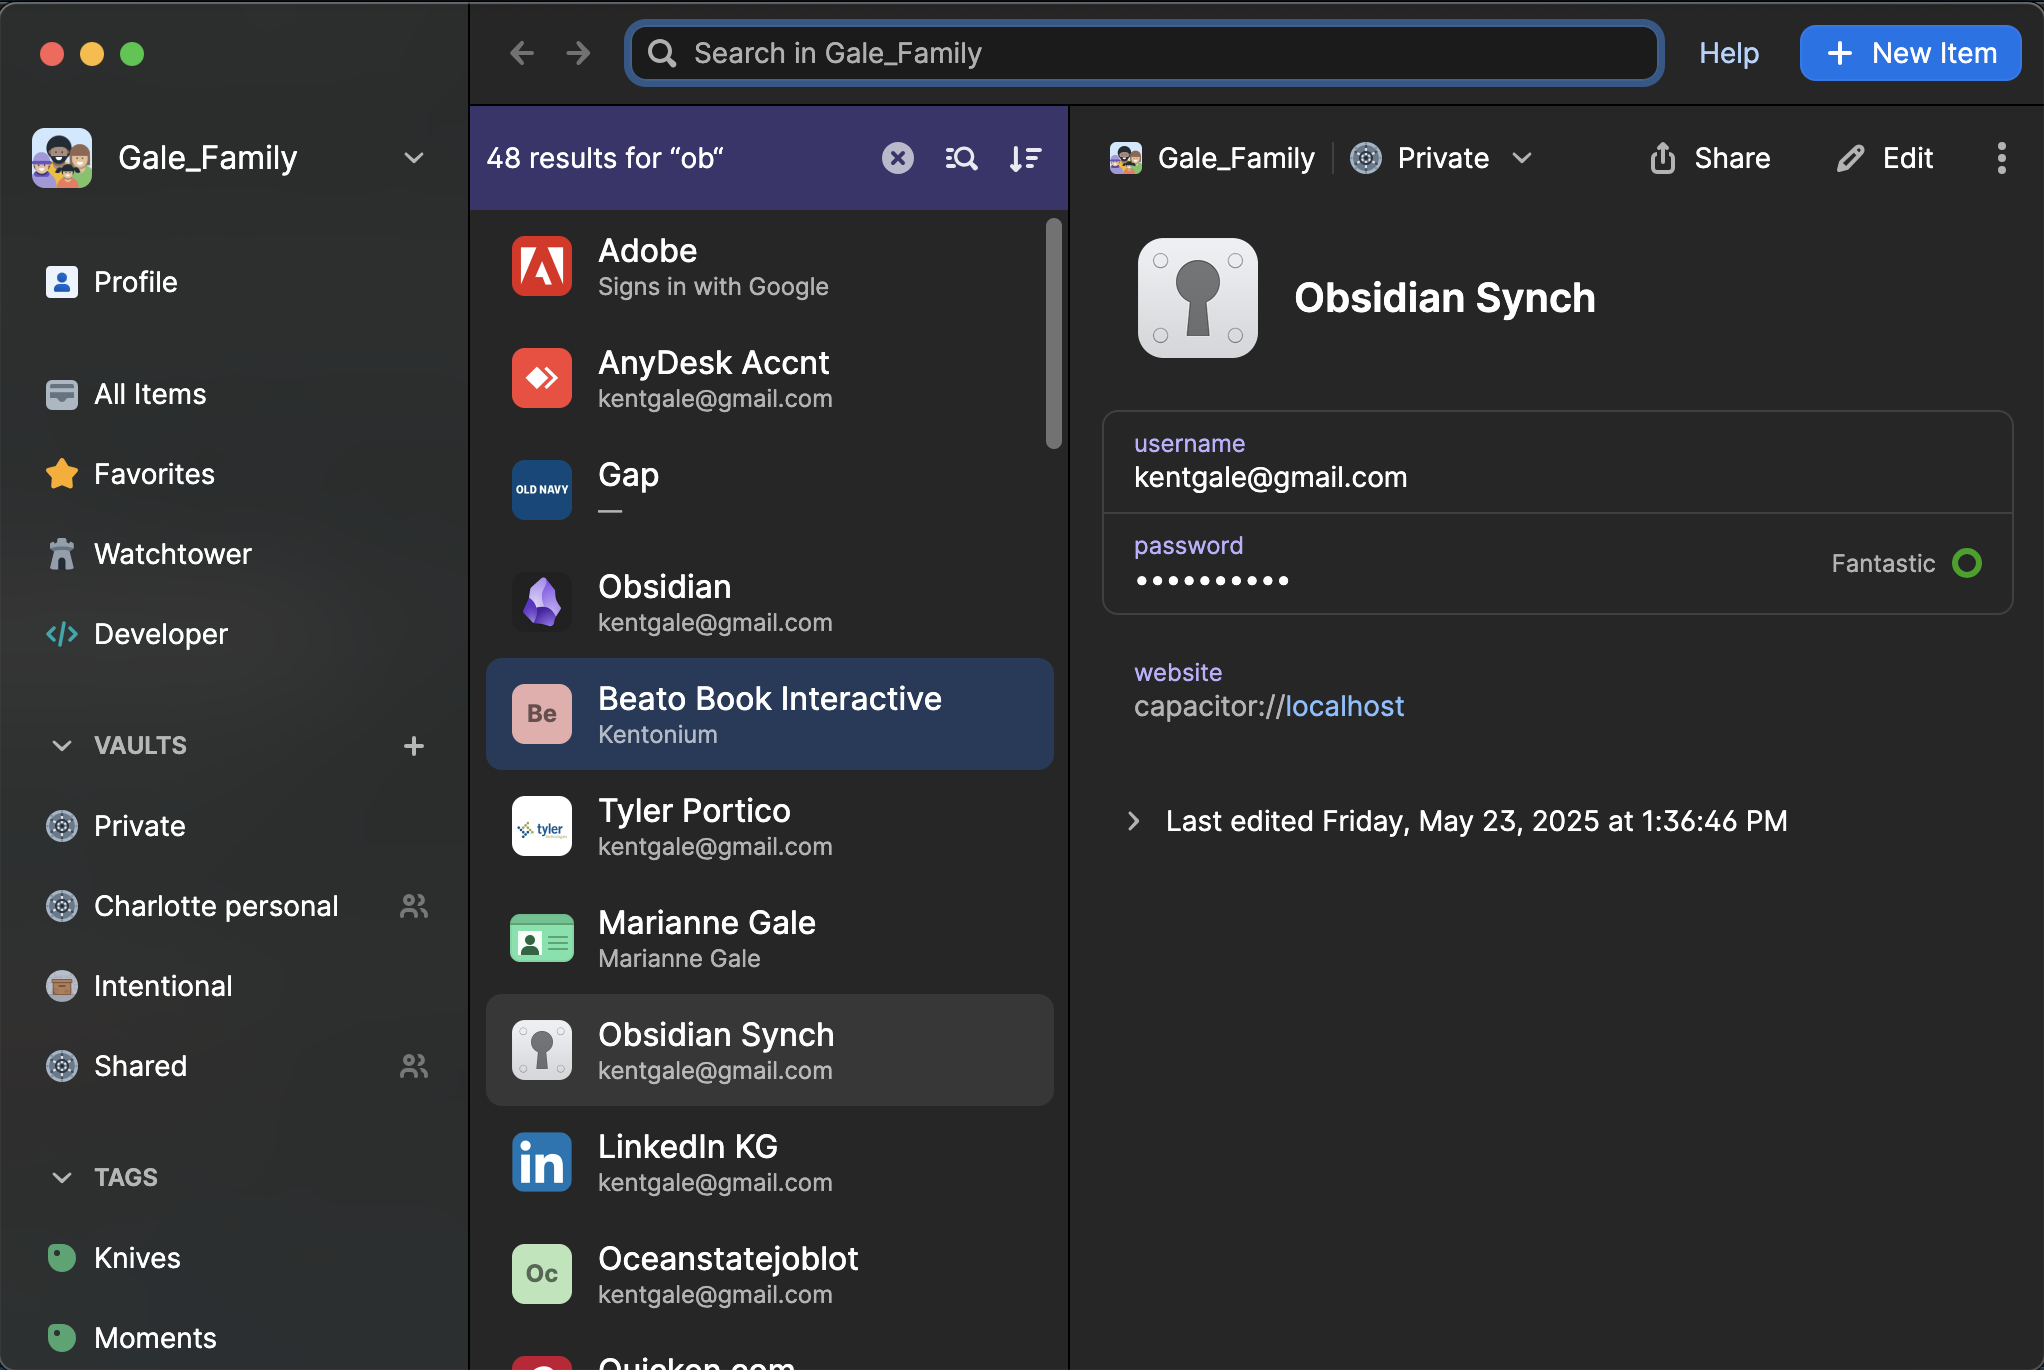 Search in Gale_Family
Help
New Item
Gale_Family
Profile
All Items
Favorites
Watchtower
Developer
VAULTS
Private
Charlotte personal
Intentional
Shared
TAGS
Knives
Moments
48 results for “ob“
Adobe
Signs in with Google
AnyDesk Accnt
kentgale@gmail.com
OLD NAVY
Gap
—
Obsidian
kentgale@gmail.com
Be
Beato Book Interactive
Kentonium
tyler
Tyler Portico
kentgale@gmail.com
Marianne Gale
Marianne Gale
Obsidian Synch
kentgale@gmail.com
in
LinkedIn KG
kentgale@gmail.com
Oc
Oceanstatejoblot
kentgale@gmail.com
Quicken.com
Gale_Family
Private
Share
Edit
Obsidian Synch
username
kentgale@gmail.com
password
••••••••••
Fantastic
website
capacitor://localhost
Last edited Friday, May 23, 2025 at 1:36:46 PM